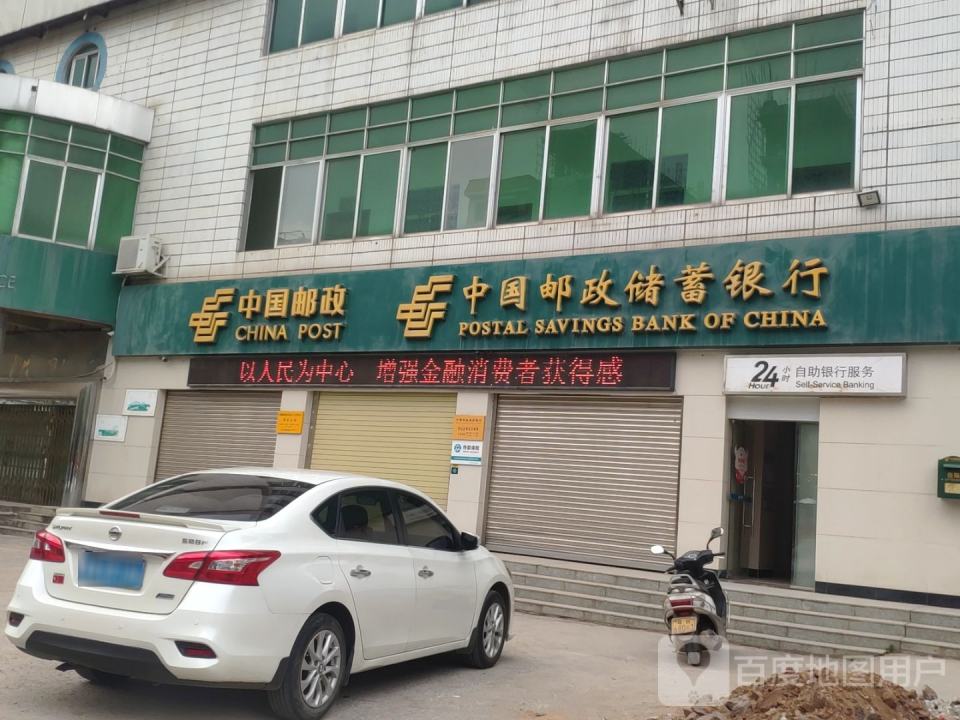 中国邮政
CHINA POST
中国邮政储蓄银行
POSTAL SAVINGS BANK OF CHINA
以人民为中心 增强金融消费者获得感
24小时
HOUR
自助银行服务
Self-Service Banking
百度地图用户